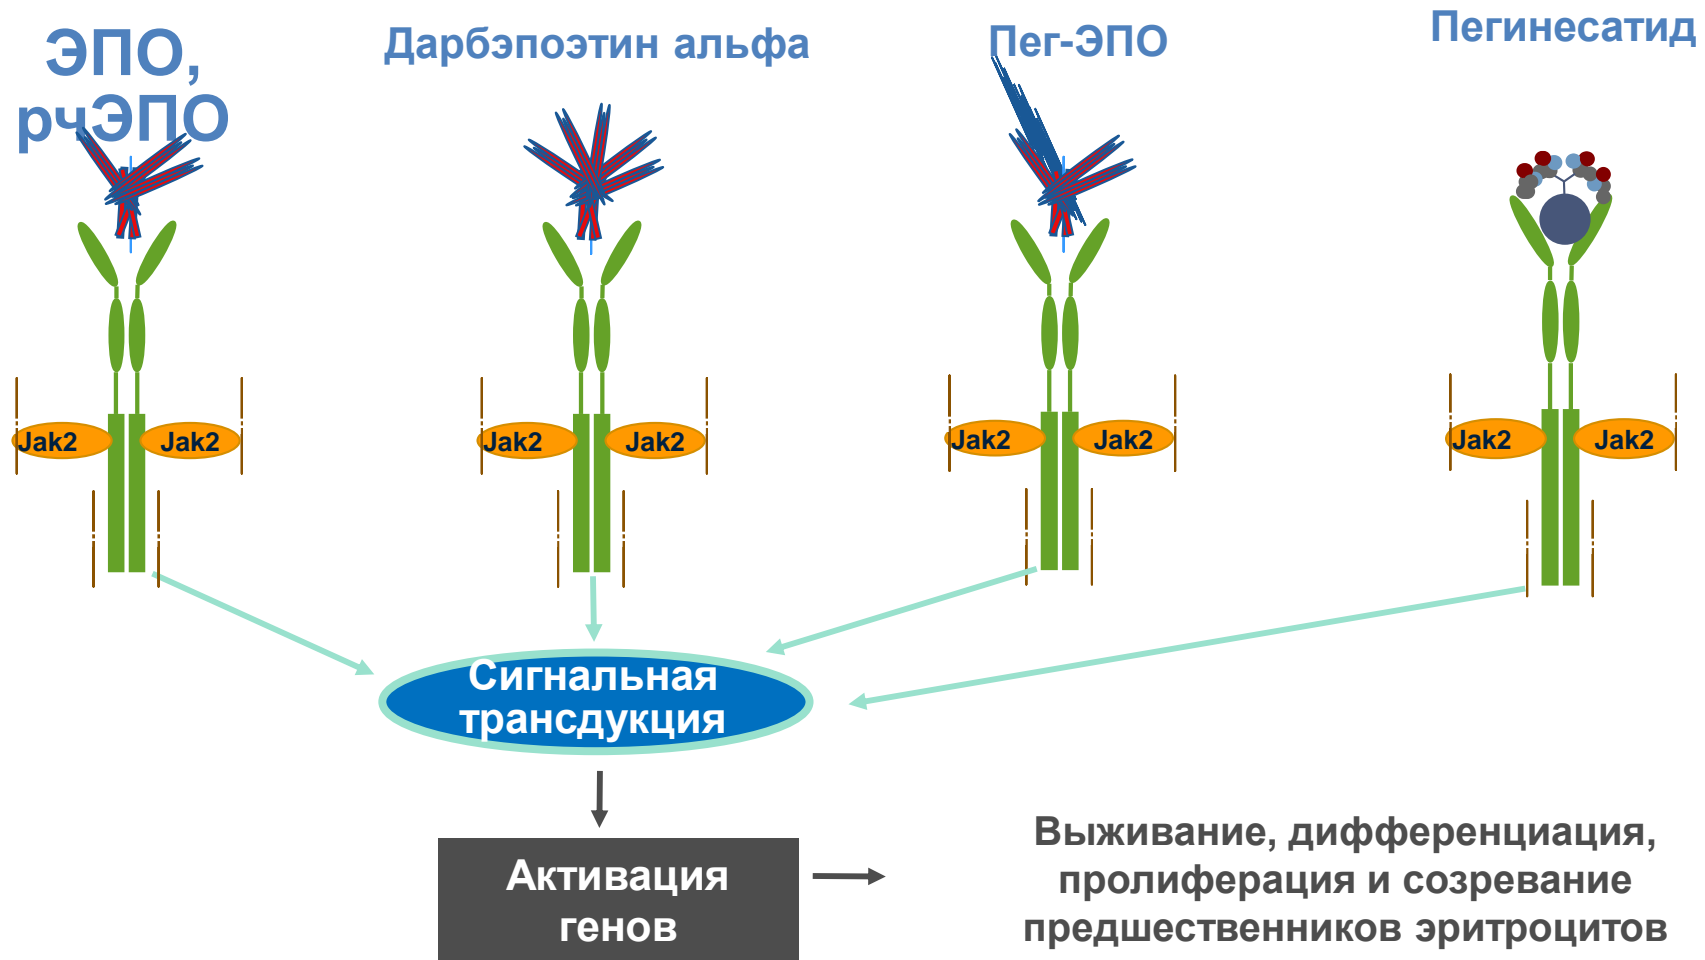 ЭПО,
рчЭПО
Дарбэпоэтин альфа
Пег-ЭПО
Пегинесатид
Jak2 Jak2 Jak2 Jak2 Jak2 Jak2 Jak2 Jak2
Сигнальная
трансдукция
Активация
генов
Выживание, дифференциация,
пролиферация и созревание
предшественников эритроцитов